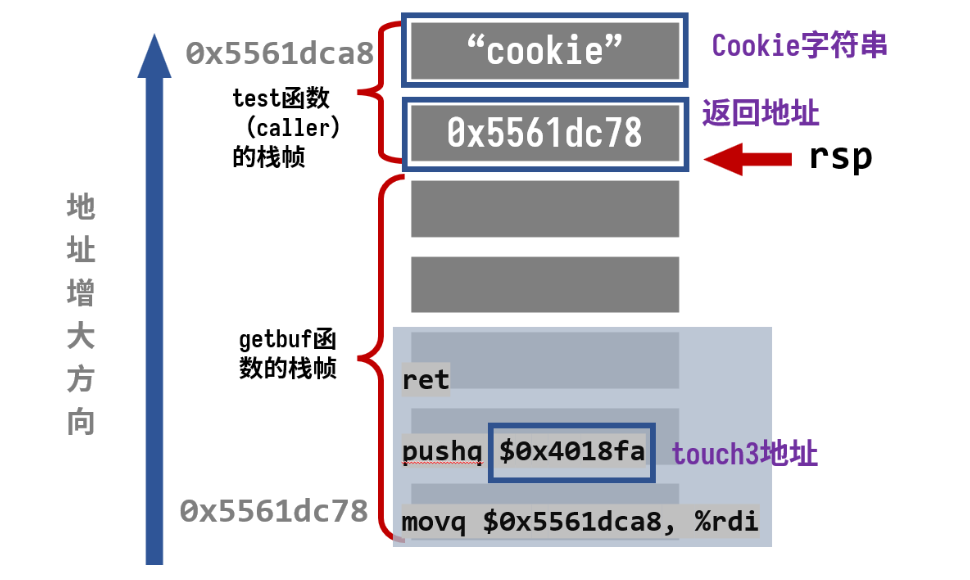 0x5561dca8
“cookie”
Cookie字符串
test函数
（caller）
的栈帧
0x5561dc78
返回地址
rsp
地址增大方向
getbuf函
数的栈帧
ret
pushq $0x4018fa
touch3地址
0x5561dc78
movq $0x5561dca8, %rdi